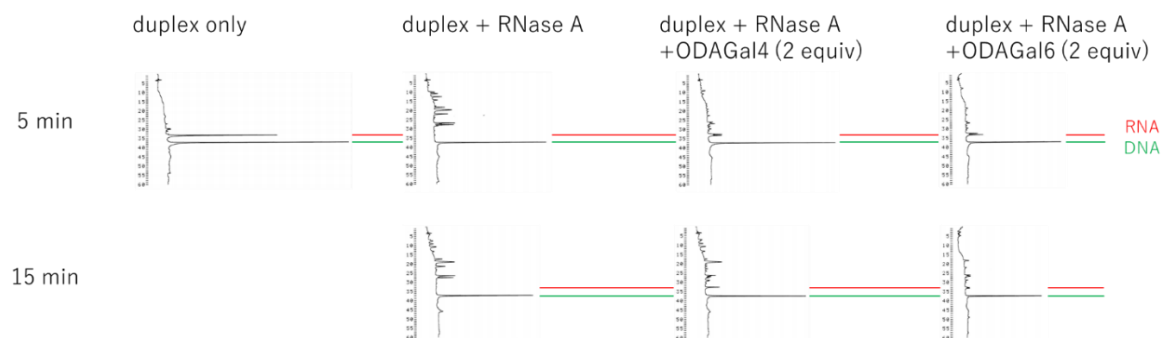 duplex only
duplex + RNase A
duplex + RNase A
+ODAGal4 (2 equiv)
duplex + RNase A
+ODAGal6 (2 equiv)
5 min
RNA
DNA
15 min